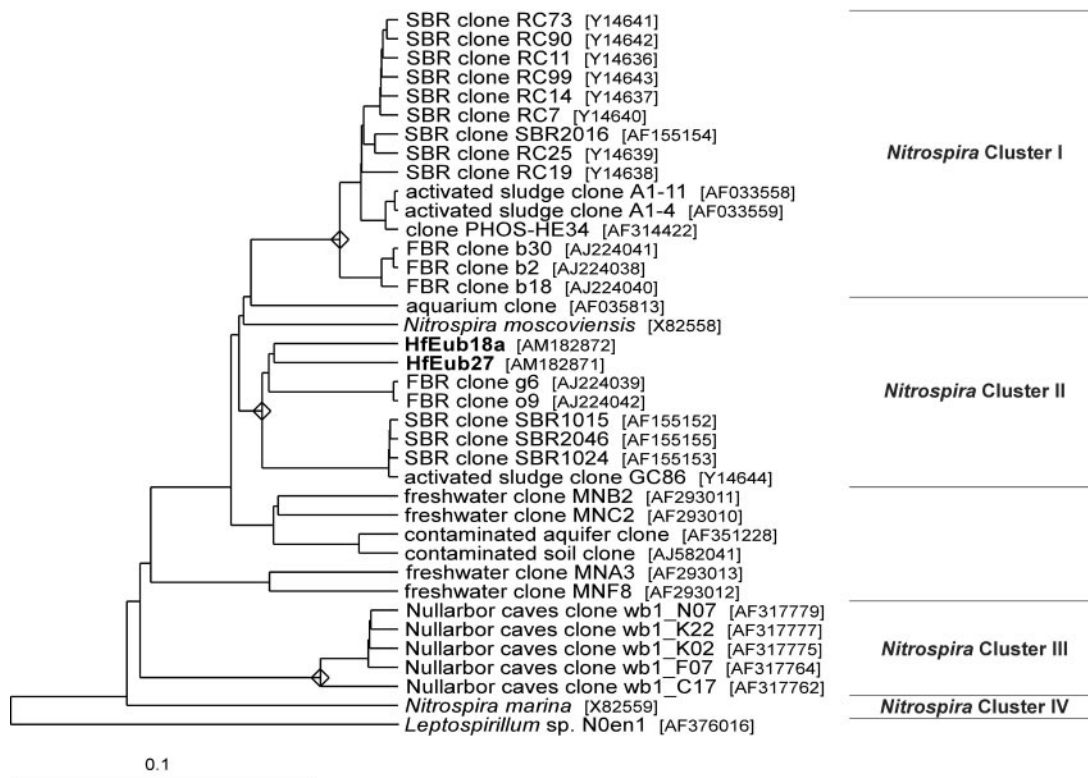 SBR clone RC73 [Y14641]
SBR clone RC90 [Y14642]
SBR clone RC11 [Y14636]
SBR clone RC99 [Y14643]
SBR clone RC14 [Y14637]
SBR clone RC7 [Y14640]
SBR clone SBR2016 [AF155154]
SBR clone RC25 [Y14639]
SBR clone RC19 [Y14638]
activated sludge clone A1-11 [AF033558]
activated sludge clone A1-4 [AF033559]
clone PHOS-HE34 [AF314422]
FBR clone b30 [AJ224041]
FBR clone b2 [AJ224038]
FBR clone b18 [AJ224040]
Nitrospira Cluster I
aquarium clone [AF035813]
Nitrospira moscoviensis [X82558]
HfEub18a [AM182872]
HfEub27 [AM182871]
FBR clone g6 [AJ224039]
FBR clone o9 [AJ224042]
SBR clone SBR1015 [AF155152]
SBR clone SBR2046 [AF155155]
SBR clone SBR1024 [AF155153]
activated sludge clone GC86 [Y14644]
Nitrospira Cluster II
freshwater clone MNB2 [AF293011]
freshwater clone MNC2 [AF293010]
contaminated aquifer clone [AF351228]
contaminated soil clone [AJ582041]
freshwater clone MNA3 [AF293013]
freshwater clone MNF8 [AF293012]
Nullarbor caves clone wb1_N07 [AF317779]
Nullarbor caves clone wb1_K22 [AF317777]
Nullarbor caves clone wb1_K02 [AF317775]
Nullarbor caves clone wb1_F07 [AF317764]
Nullarbor caves clone wb1_C17 [AF317762]
Nitrospira Cluster III
Nitrospira marina [X82559]
Nitrospira Cluster IV
Leptospirillum sp. N0en1 [AF376016]
0.1